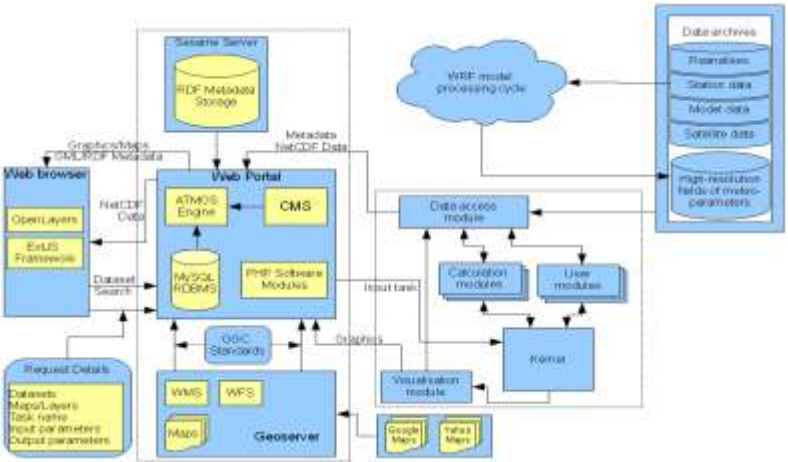 Sesame Server
RDF Metadata
Storage
Graphics/Maps
GML/RDF Metadata
Web browser
OpenLayers
ExtJS
Framework
NetCDF
Data
Dataset
Search
Web Portal
ATMOS
Engine
CMS
MySQL
RDBMS
PHP Software
Modules
OGC
Standards
WMS
WFS
Maps
Geoserver
Request Details
Datasets
Maps/Layers
Task name
Input parameters
Output parameters
Metadata
NetCDF Data
Input task
Graphics
WRF model
processing cycle
Data archives
Reanalises
Station data
Model data
Satellite data
High-resolution
fields of meteo-
parameters
Data access
module
Calculation
modules
User
modules
Kernel
Visualisation
module
Google
Maps
Yahoo
Maps